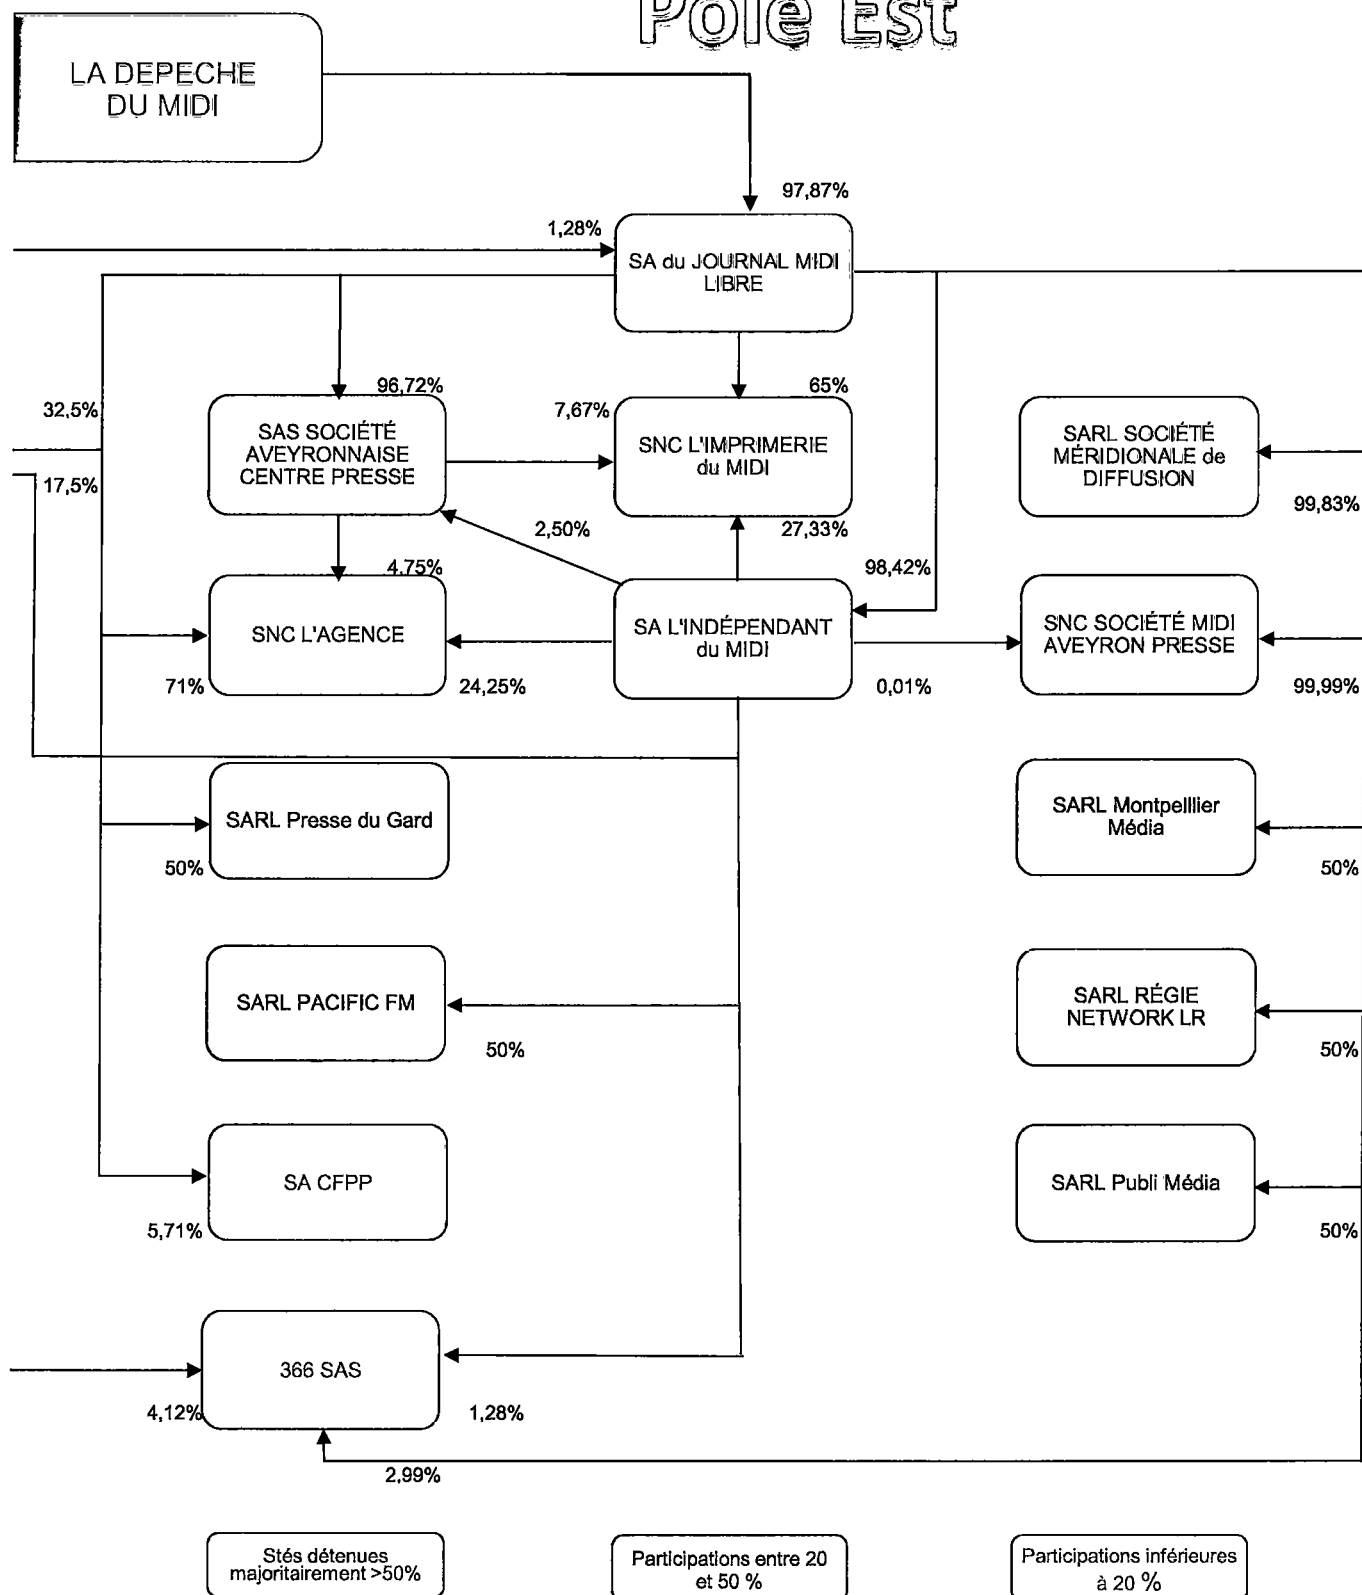 Pôle Est
LA DEPECHE
DU MIDI
97,87%
1,28%
SA du JOURNAL MIDI
LIBRE
96,72%
65%
32,5%
7,67%
SAS SOCIÉTÉ
AVEYRONNAISE
CENTRE PRESSE
SNC L'IMPRIMERIE
du MIDI
SARL SOCIÉTÉ
MÉRIDIONALE de
DIFFUSION
17,5%
99,83%
2,50%
27,33%
4,75%
98,42%
SNC L'AGENCE
SA L'INDÉPENDANT
du MIDI
SNC SOCIÉTÉ MIDI
AVEYRON PRESSE
71%
24,25%
0,01%
99,99%
SARL Presse du Gard
SARL Montpelllier
Média
50%
50%
SARL PACIFIC FM
SARL RÉGIE
NETWORK LR
50%
50%
SA CFPP
SARL Publi Média
5,71%
50%
366 SAS
4,12%
1,28%
2,99%
Stés détenues
majoritairement >50%
Participations entre 20
et 50 %
Participations inférieures
à 20 %